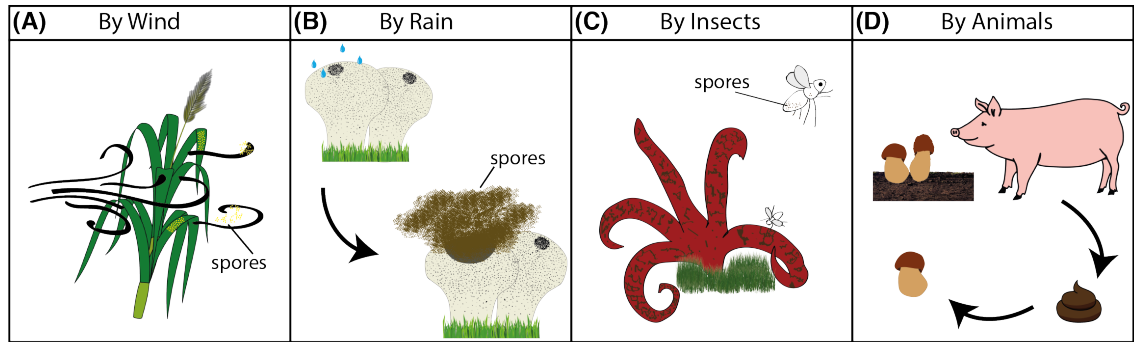 (A) By Wind
(B) By Rain
(C) By Insects
(D) By Animals
spores
spores
spores